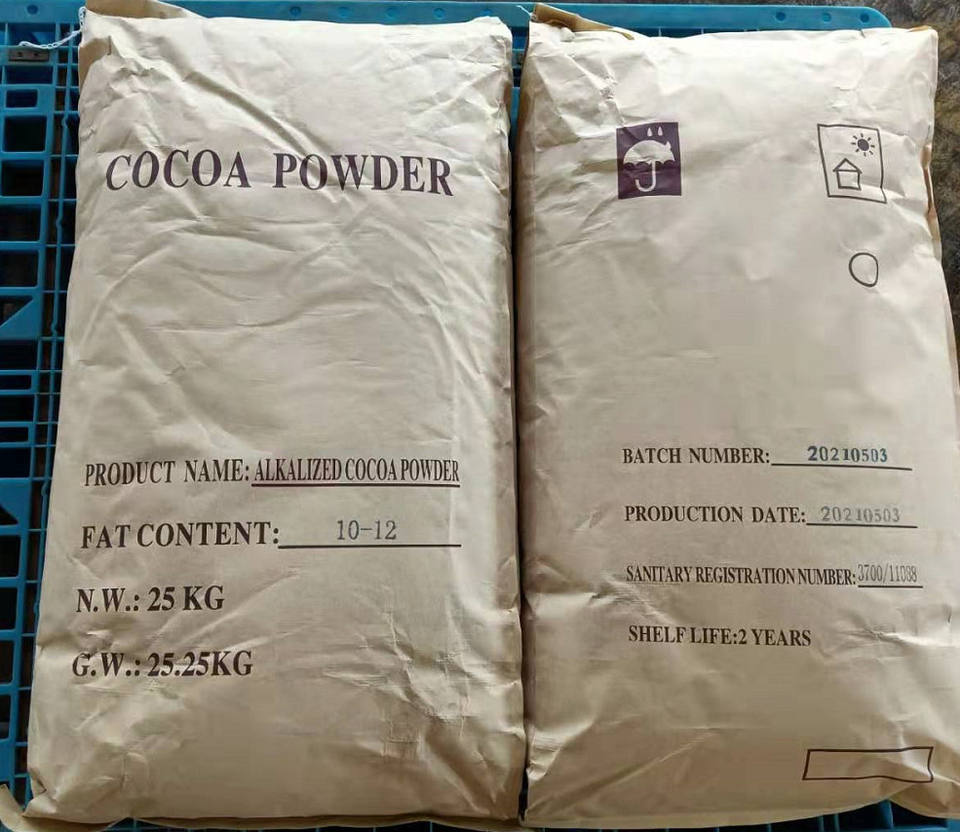 COCOA POWDER
PRODUCT NAME: ALKALIZED COCOA POWDER
FAT CONTENT: 10-12
N.W.: 25 KG
G.W.: 25.25KG
BATCH NUMBER: 20210503
PRODUCTION DATE: 20210503
SANITARY REGISTRATION NUMBER: 3700/11088
SHELF LIFE:2 YEARS